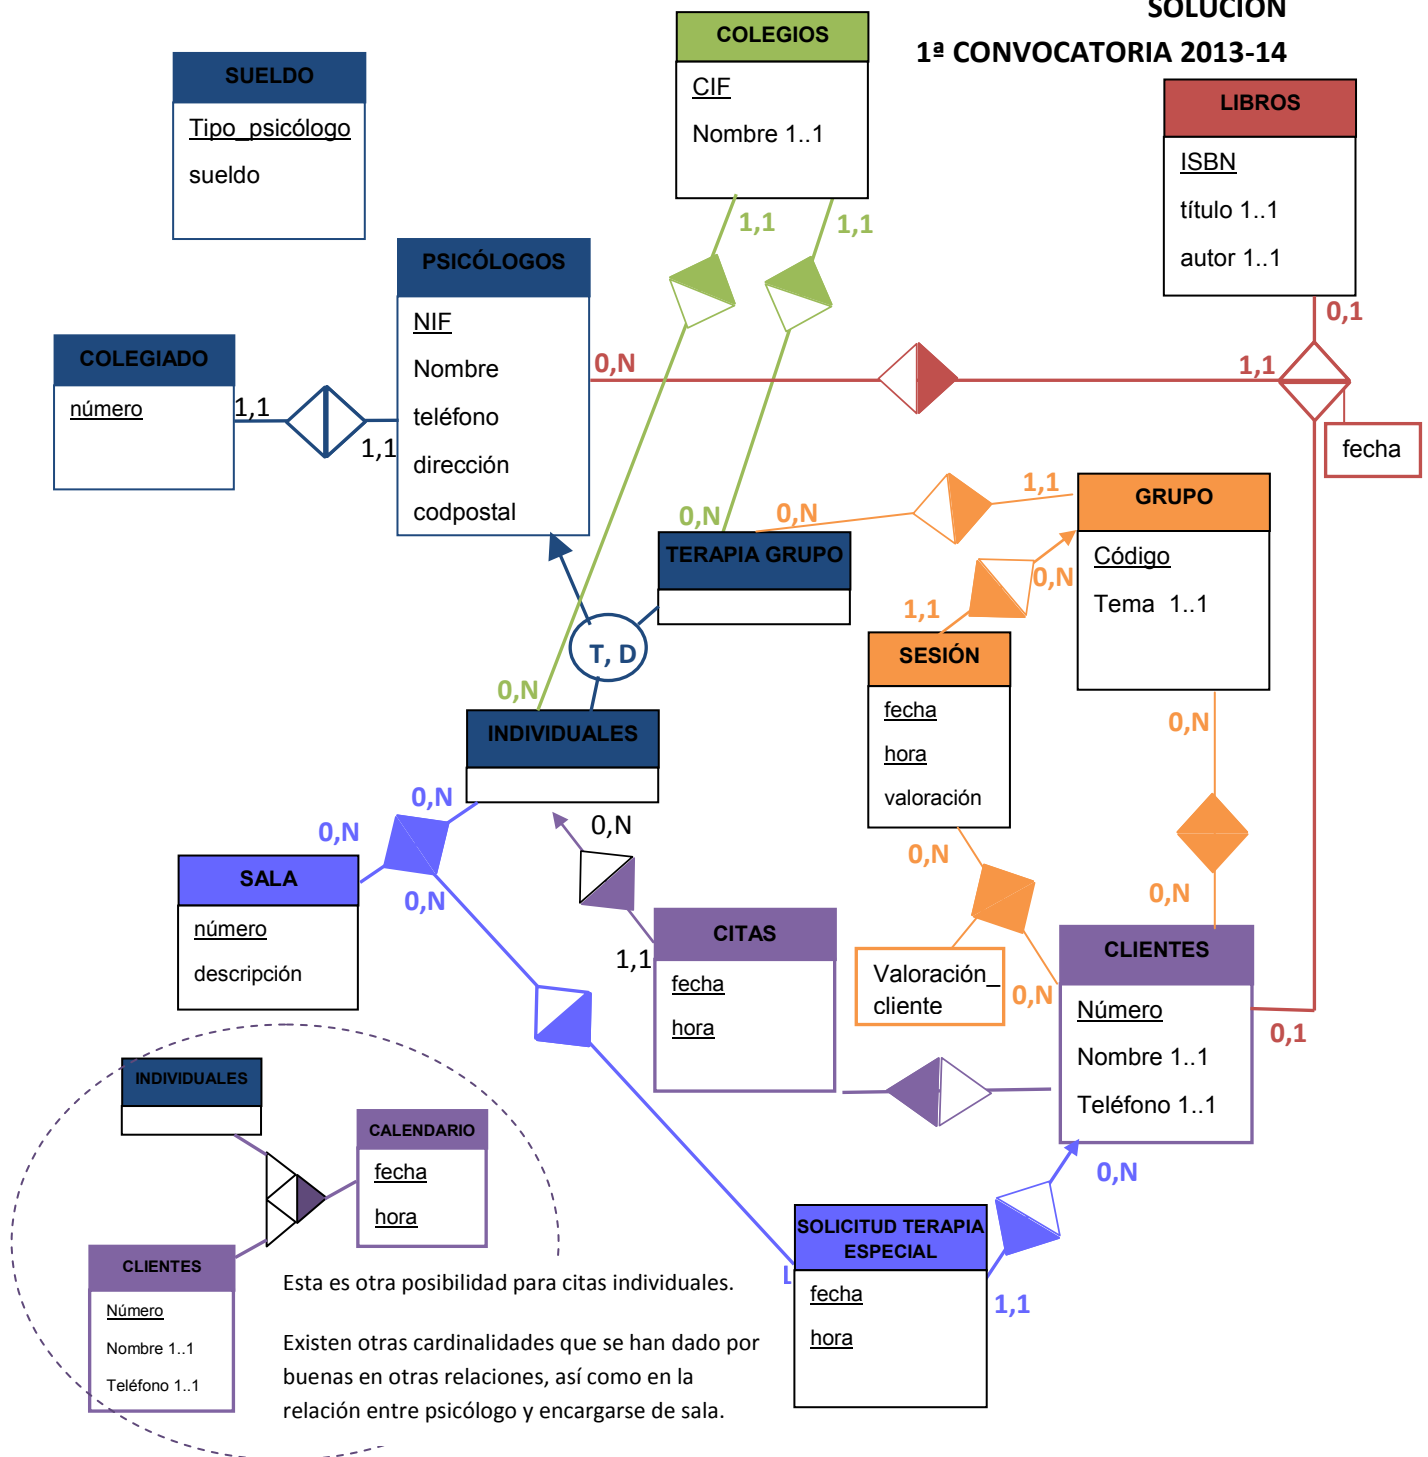 SOLUCIÓN
1ª CONVOCATORIA 2013-14
COLEGIOS
CIF
Nombre 1..1
SUELDO
Tipo_psicólogo
sueldo
LIBROS
ISBN
título 1..1
autor 1..1
1,1
1,1
0,1
PSICÓLOGOS
NIF
Nombre
teléfono
dirección
codpostal
COLEGIADO
número
1,1
1,1
0,N
1,1
fecha
GRUPO
Código
Tema 1..1
1,1
0,N
0,N
0,N
TERAPIA GRUPO
T, D
1,1
SESIÓN
fecha
hora
valoración
0,N
INDIVIDUALES
0,N
0,N
0,N
0,N
0,N
SALA
número
descripción
0,N
0,N
0,N
CITAS
fecha
hora
1,1
Valoración_
cliente
0,N
CLIENTES
Número
Nombre 1..1
Teléfono 1..1
0,1
0,N
INDIVIDUALES
CALENDARIO
fecha
hora
CLIENTES
Número
Nombre 1..1
Teléfono 1..1
SOLICITUD TERAPIA
ESPECIAL
fecha
hora
1,1
Esta es otra posibilidad para citas individuales.
Existen otras cardinalidades que se han dado por
buenas en otras relaciones, así como en la
relación entre psicólogo y encargarse de sala.